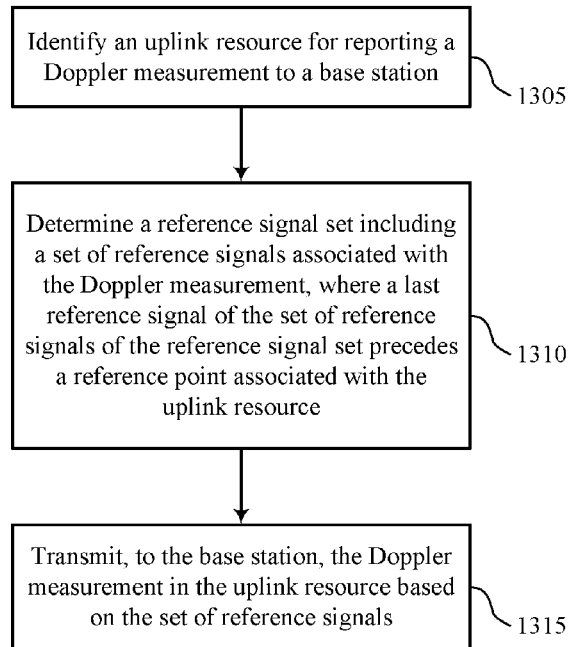 Identify an uplink resource for reporting a
Doppler measurement to a base station
1305
Determine a reference signal set including
a set of reference signals associated with
the Doppler measurement, where a last
reference signal of the set of reference
signals of the reference signal set precedes
a reference point associated with the
uplink resource
1310
Transmit, to the base station, the Doppler
measurement in the uplink resource based
on the set of reference signals
1315